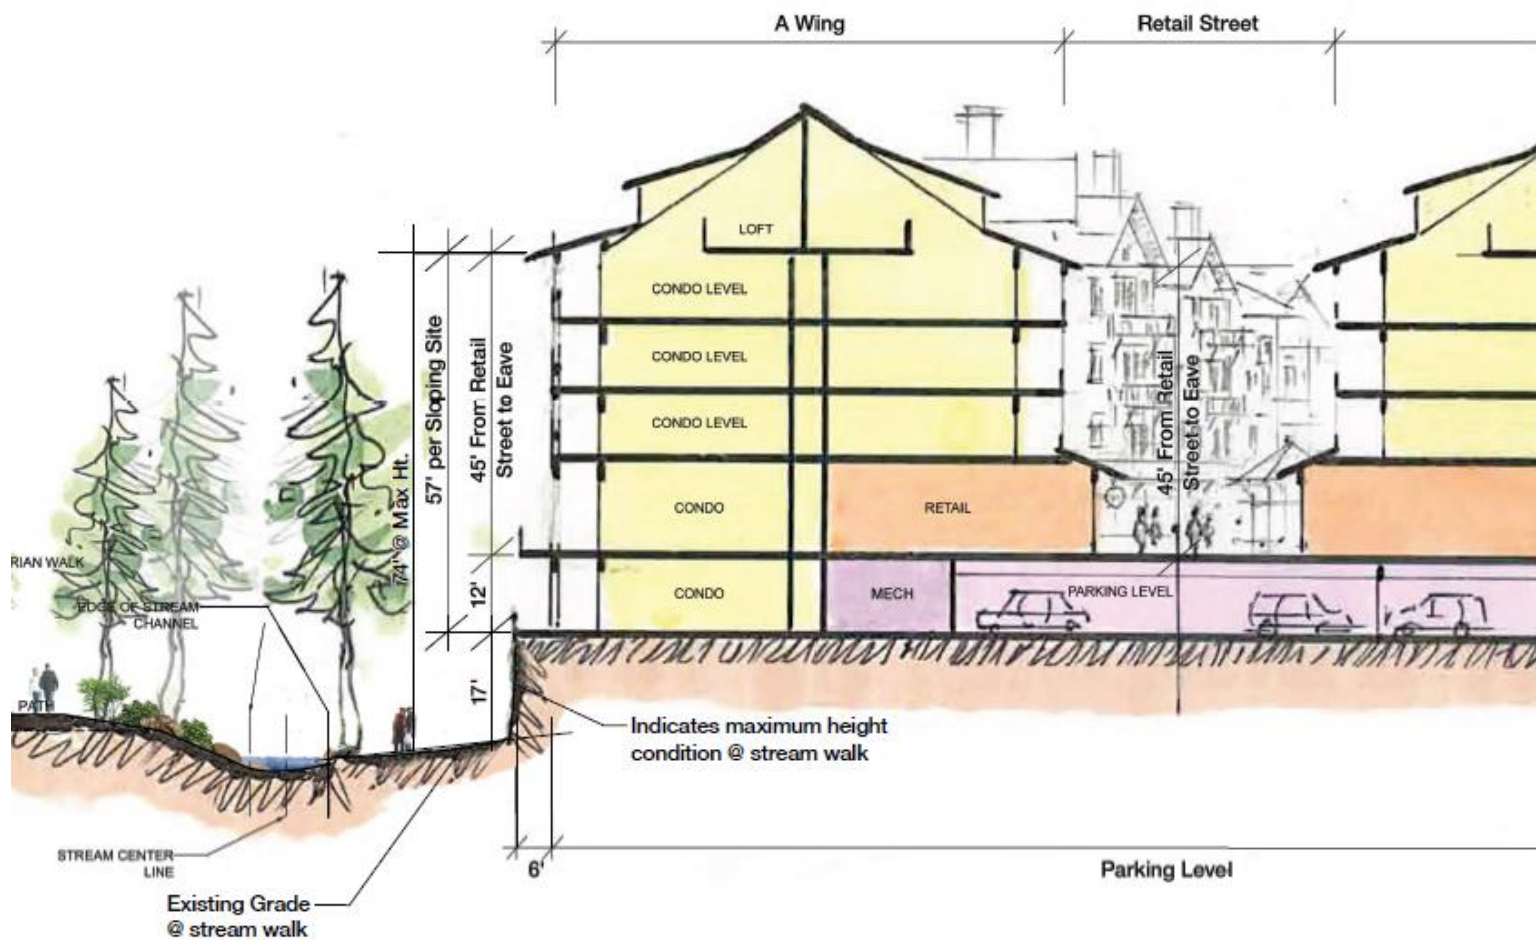 A Wing
Retail Street
LOFT
CONDO LEVEL
CONDO LEVEL
CONDO LEVEL
CONDO
RETAIL
CONDO
MECH
PARKING LEVEL
74' @ Max Ht.
57' per Sloping Site
45' From Retail
Street to Eave
12'
17'
45' From Retail
Street to Eave
RIAN WALK
EDGE OF STREAM
CHANNEL
PATH
Indicates maximum height
condition @ stream walk
STREAM CENTER
LINE
6'
Parking Level
Existing Grade
@ stream walk